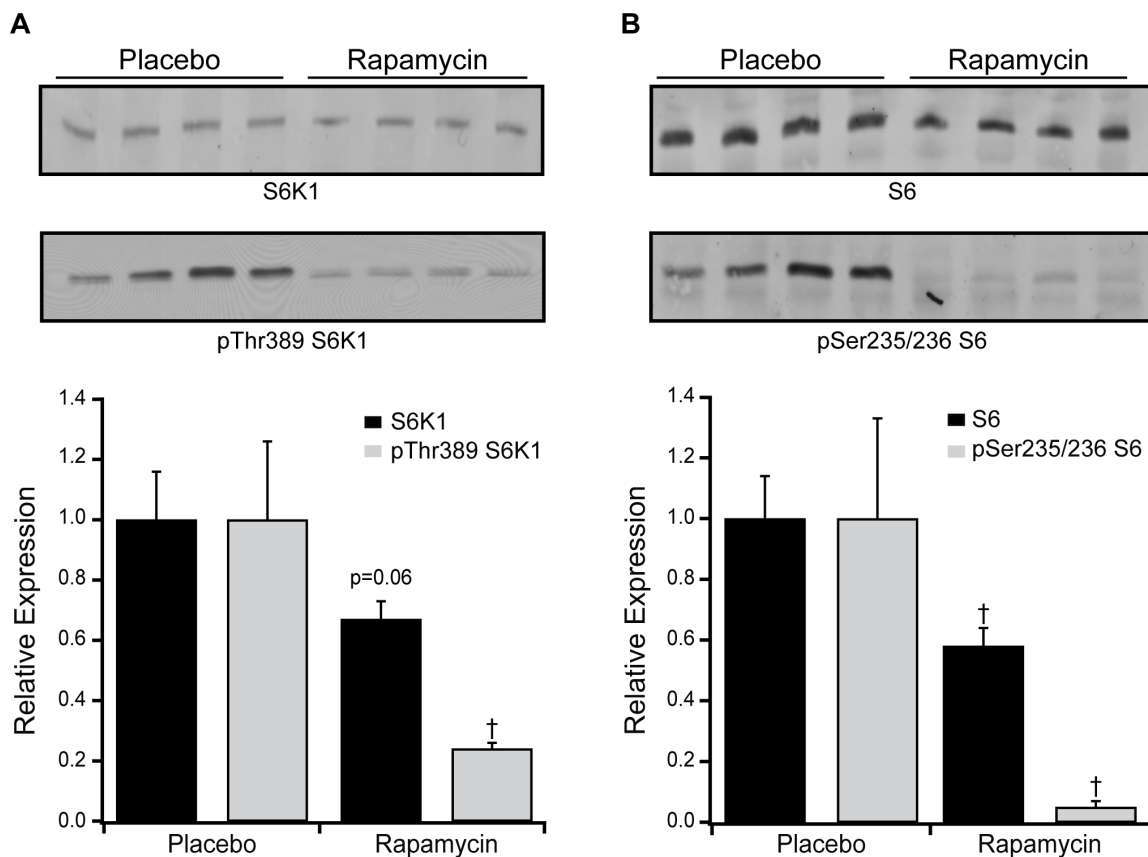 A
Placebo Rapamycin
S6K1
pThr389 S6K1
Relative Expression
1.4
1.2
1.0
0.8
0.6
0.4
0.2
0.0
S6K1
pThr389 S6K1
p=0.06
†
Placebo Rapamycin
B
Placebo Rapamycin
S6
pSer235/236 S6
Relative Expression
1.4
1.2
1.0
0.8
0.6
0.4
0.2
0.0
S6
pSer235/236 S6
†
†
Placebo Rapamycin